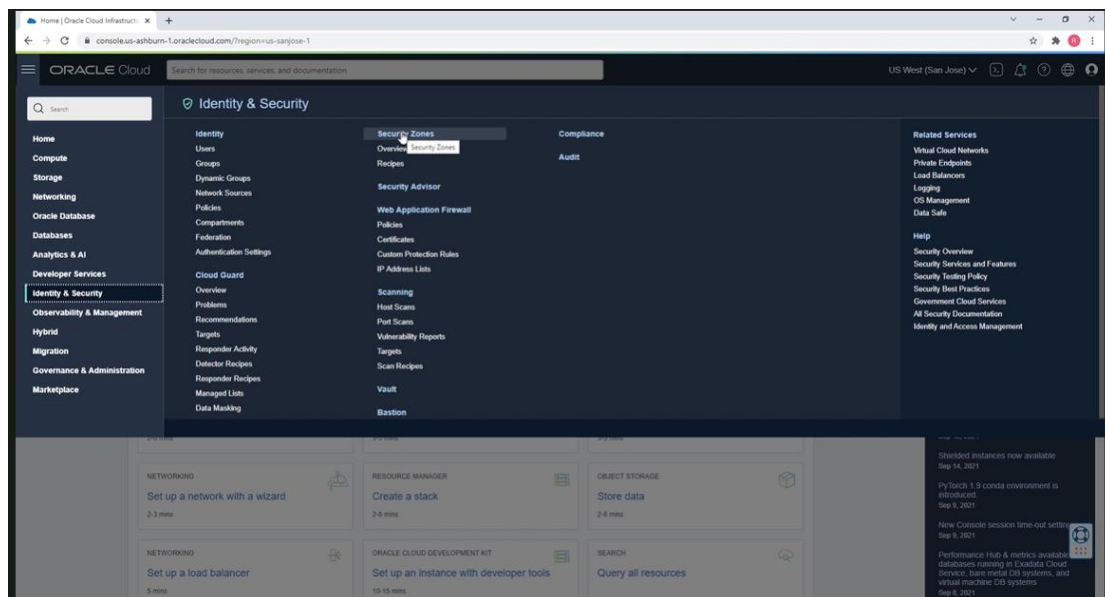 Home | Oracle Cloud Infrastructu
console.us-ashburn-1.oraclecloud.com/?region=us-sanjose-1
R
ORACLE Cloud
Search for resources, services, and documentation
US West (San Jose)
Search
Home
Compute
Storage
Networking
Oracle Database
Databases
Analytics & AI
Developer Services
Identity & Security
Observability & Management
Hybrid
Migration
Governance & Administration
Marketplace
Identity & Security
Identity
Users
Groups
Dynamic Groups
Network Sources
Policies
Compartments
Federation
Authentication Settings
Cloud Guard
Overview
Problems
Recommendations
Targets
Responder Activity
Detector Recipes
Responder Recipes
Managed Lists
Data Masking
Security Zones
Overview
Security Zones
Recipes
Security Advisor
Web Application Firewall
Policies
Certificates
Custom Protection Rules
IP Address Lists
Scanning
Host Scans
Port Scans
Vulnerability Reports
Targets
Scan Recipes
Vault
Bastion
Compliance
Audit
Related Services
Virtual Cloud Networks
Private Endpoints
Load Balancers
Logging
OS Management
Data Safe
Help
Security Overview
Security Services and Features
Security Testing Policy
Security Best Practices
Government Cloud Services
All Security Documentation
Identity and Access Management
NETWORKING
Set up a network with a wizard
2-3 mins
RESOURCE MANAGER
Create a stack
2-6 mins
OBJECT STORAGE
Store data
2-6 mins
NETWORKING
Set up a load balancer
5 mins
ORACLE CLOUD DEVELOPMENT KIT
Set up an instance with developer tools
10-15 mins
SEARCH
Query all resources
Shielded instances now available
Sep 14, 2021
PyTorch 1.9 conda environment is
introduced.
Sep 9, 2021
New Console session time-out setting
Sep 9, 2021
Performance Hub & metrics available
databases running in Exadata Cloud
Service, bare metal DB systems, and
virtual machine DB systems
Sep 8, 2021